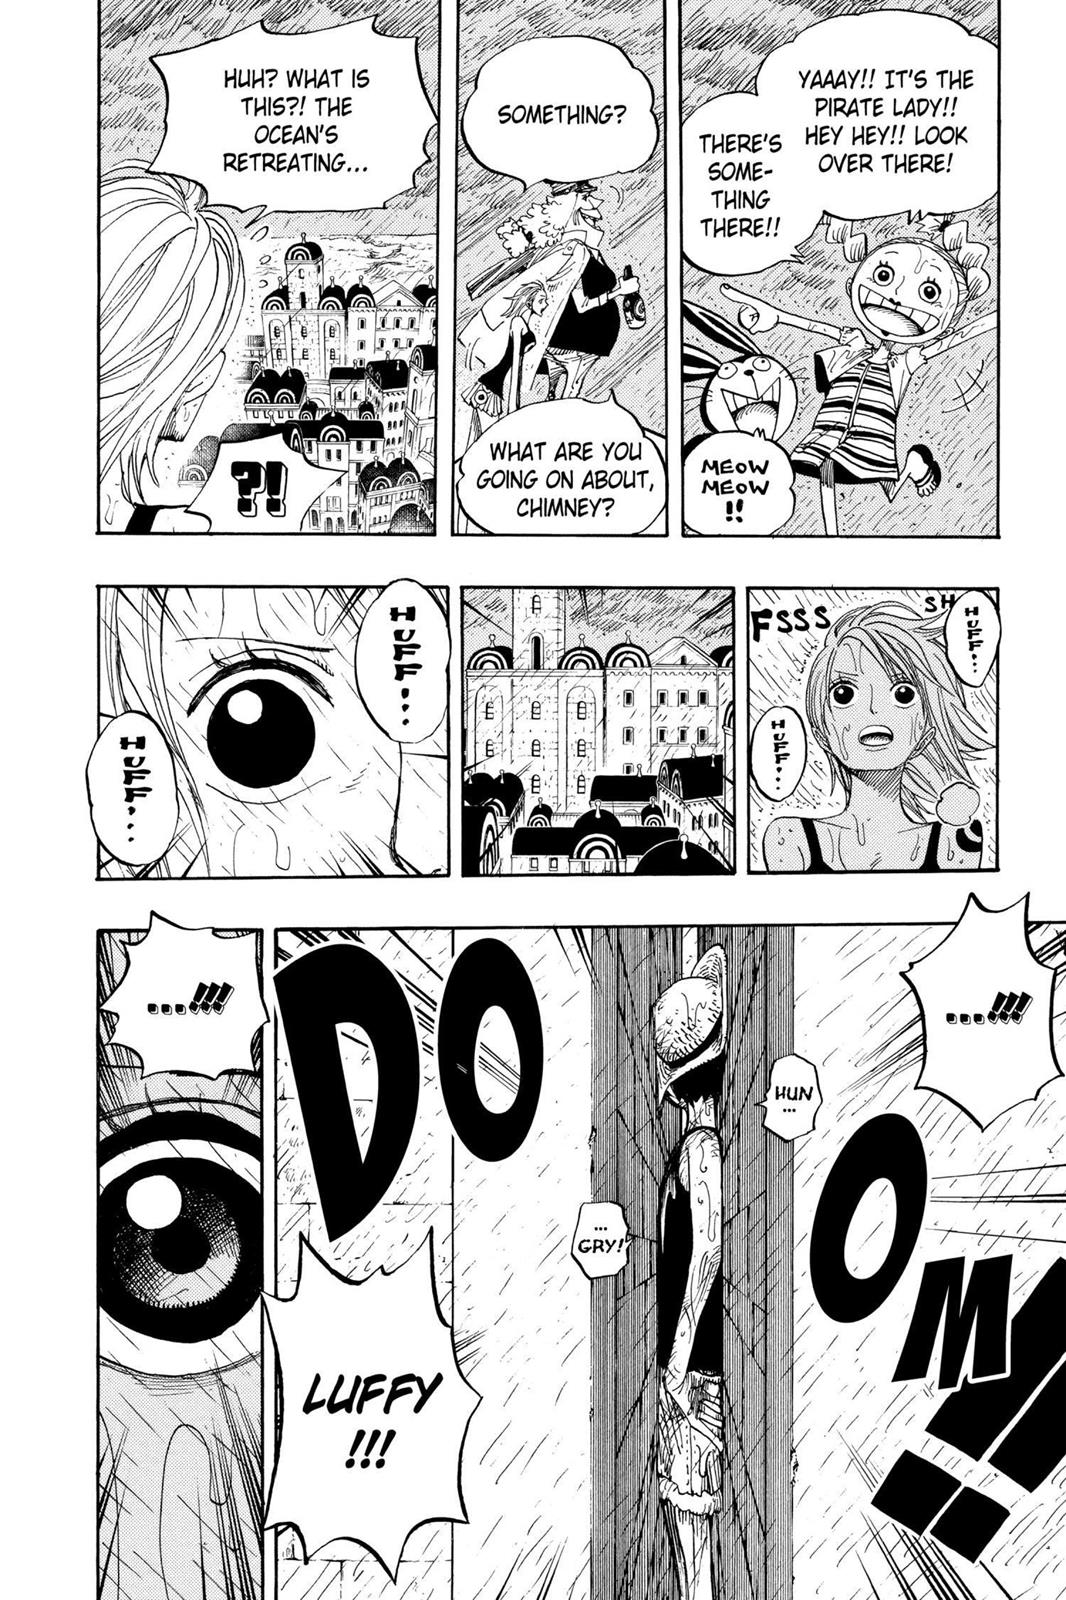 YAAAY!! IT'S THE
PIRATE LADY!!
HEY HEY!! LOOK
OVER THERE!
THERE'S
SOME-
THING
THERE!!
MEOW
MEOW
!!
SOMETHING?
WHAT ARE YOU
GOING ON ABOUT,
CHIMNEY?
HUH? WHAT IS
THIS?! THE
OCEAN'S
RETREATING...
?!
FSSS
SH
HUFF!...
HUFF!...
HUFF!...
HUFF!...
...!!!
HUN
...
...
GRY!
DOOM!!
...!!!
LUFFY
!!!